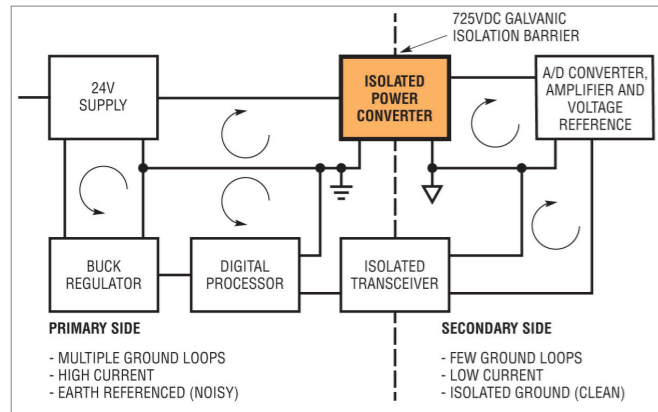 725VDC GALVANIC
ISOLATION BARRIER
24V
SUPPLY
ISOLATED
POWER
CONVERTER
A/D CONVERTER,
AMPLIFIER AND
VOLTAGE
REFERENCE
BUCK
REGULATOR
DIGITAL
PROCESSOR
ISOLATED
TRANSCEIVER
PRIMARY SIDE
- MULTIPLE GROUND LOOPS
- HIGH CURRENT
- EARTH REFERENCED (NOISY)
SECONDARY SIDE
- FEW GROUND LOOPS
- LOW CURRENT
- ISOLATED GROUND (CLEAN)